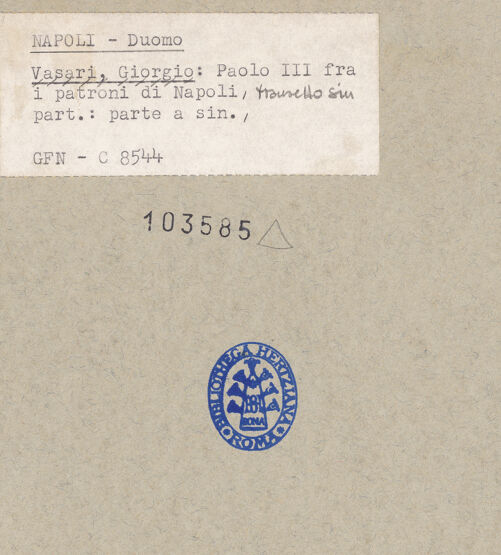 NAPOLI - Duomo
Vasari, Giorgio: Paolo III fra
i patroni di Napoli, transetto sin
part.: parte a sin.,
GFN - C 8544
103585
BIBLIOTHECA HERTZIANA
ROMA